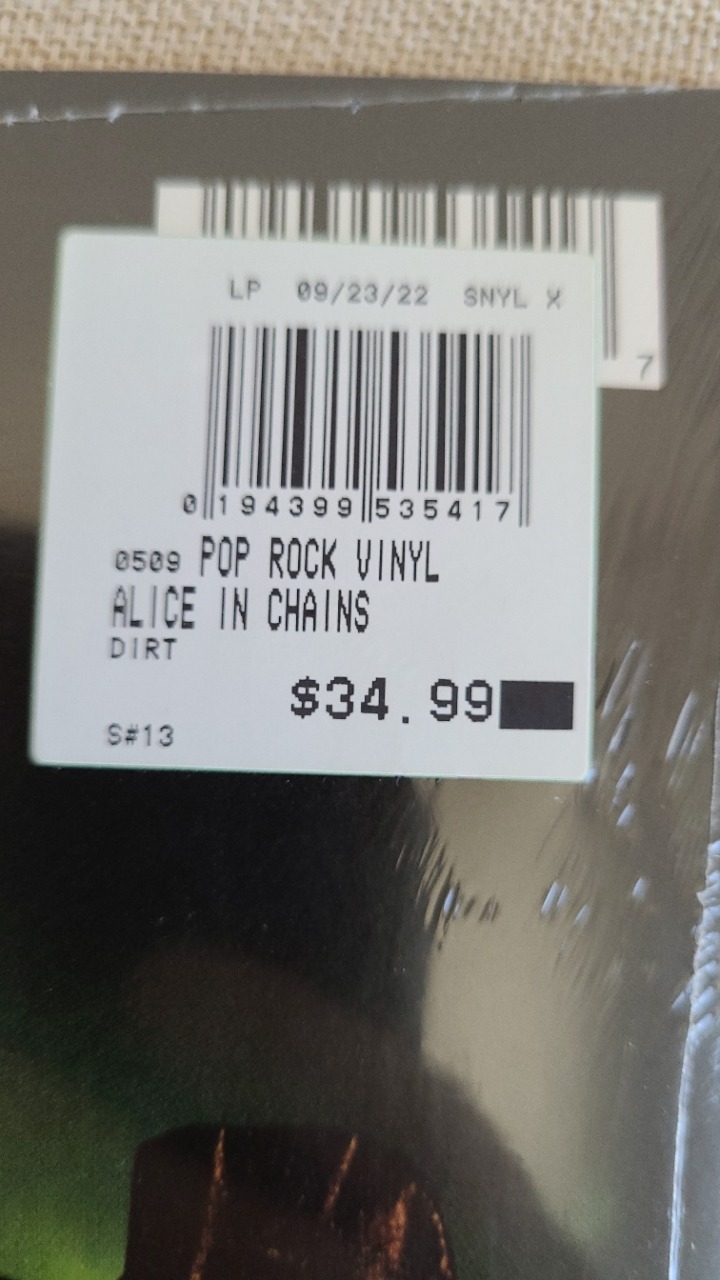 7
LP 09/23/22 SNYL X
0 194399 535417
0509 POP ROCK VINYL
ALICE IN CHAINS
DIRT
$34.99
S#13